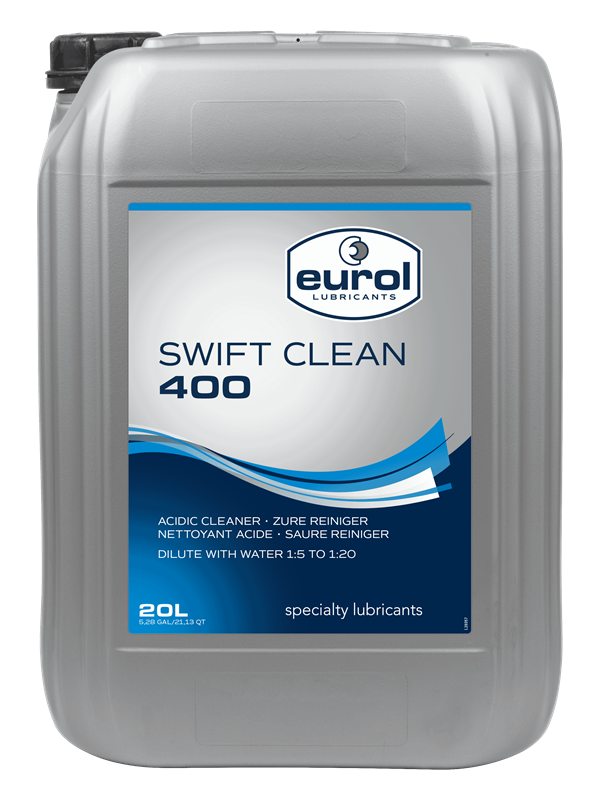 eurol
LUBRICANTS
SWIFT CLEAN
400
ACIDIC CLEANER · ZURE REINIGER
NETTOYANT ACIDE · SAURE REINIGER
DILUTE WITH WATER 1:5 TO 1:20
20L
5,28 GAL/21,13 QT
specialty lubricants